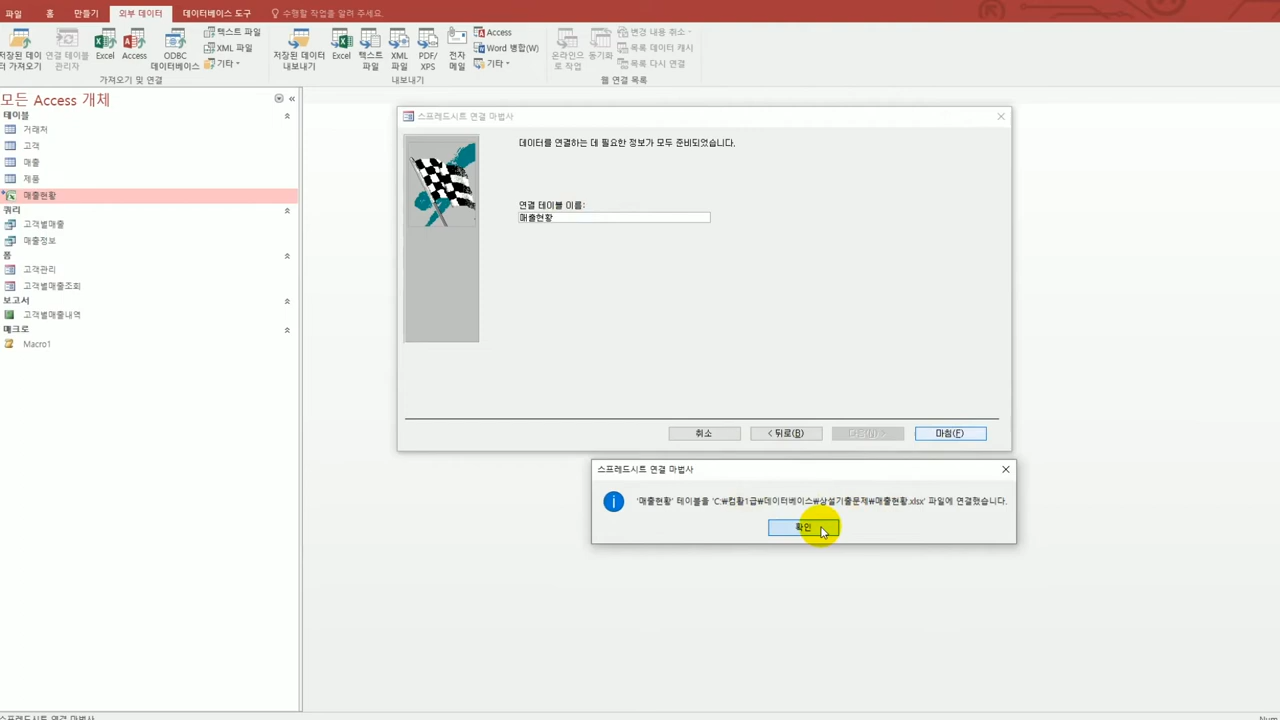 파일 홈 만들기 외부 데이터 데이터베이스 도구 수행할 작업을 알려 주세요.
저장된 데이
터 가져오기
연결 테이블
관리자
Excel
Access
ODBC
데이터베이스
텍스트 파일
XML 파일
기타
가져오기 및 연결
저장된 데이터
내보내기
Excel
텍스트
파일
XML
파일
PDF/
XPS
전자
메일
Access
Word 병합(W)
기타
내보내기
온라인으
로 작업
동기화
변경 내용 취소
목록 데이터 캐시
목록 다시 연결
웹 연결 목록
모든 Access 개체
테이블
거래처
고객
매출
제품
매출현황
쿼리
고객별매출
매출정보
폼
고객관리
고객별매출조회
보고서
고객별매출내역
매크로
Macro1
스프레드시트 연결 마법사
데이터를 연결하는 데 필요한 정보가 모두 준비되었습니다.
연결 테이블 이름:
매출현황
취소 < 뒤로(B) 다음(N) > 마침(F)
스프레드시트 연결 마법사
'매출현황' 테이블을 'C:₩컴활1급₩데이터베이스₩상설기출문제₩매출현황.xlsx' 파일에 연결했습니다.
확인
스프레드시트 연결 마법사
Num